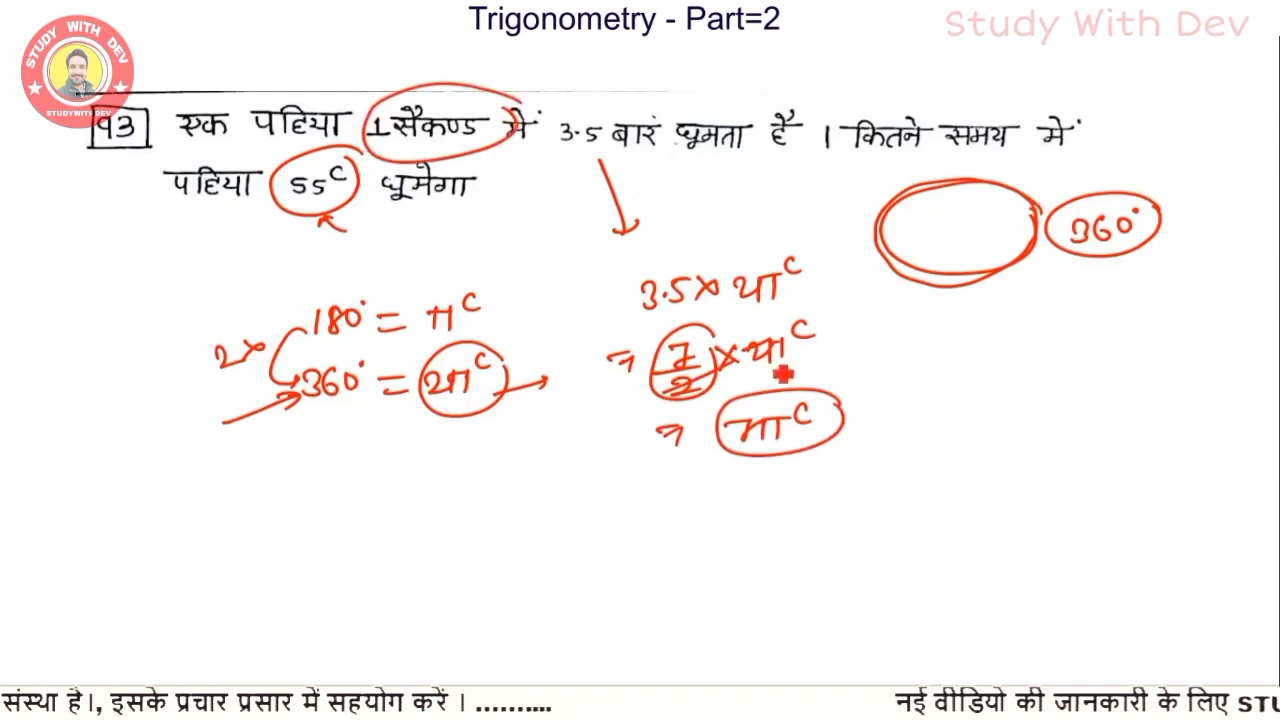 Trigonometry - Part=2
Study With Dev
STUDY WITH DEV
STUDYWITHDEV
93 एक पहिया 1 सैकण्ड में 3.5 बार घूमता है । कितने समय में
पहिया 55ᶜ घूमेगा
360°
180° = πᶜ
2×
360° = 2πᶜ
3.5 × 2πᶜ
⇒ 7/2 × 2πᶜ
⇒ 7πᶜ
संस्था है।, इसके प्रचार प्रसार में सहयोग करें । ..........
नई वीडियो की जानकारी के लिए STU